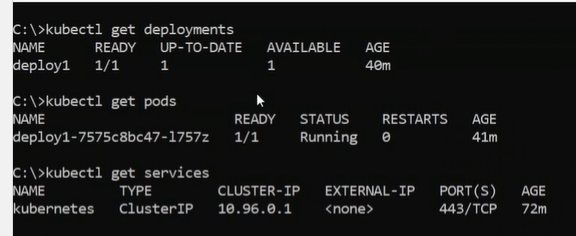 C:\>kubectl get deployments
NAME READY UP-TO-DATE AVAILABLE AGE
deploy1 1/1 1 1 40m
C:\>kubectl get pods
NAME READY STATUS RESTARTS AGE
deploy1-7575c8bc47-l757z 1/1 Running 0 41m
C:\>kubectl get services
NAME TYPE CLUSTER-IP EXTERNAL-IP PORT(S) AGE
kubernetes ClusterIP 10.96.0.1 <none> 443/TCP 72m